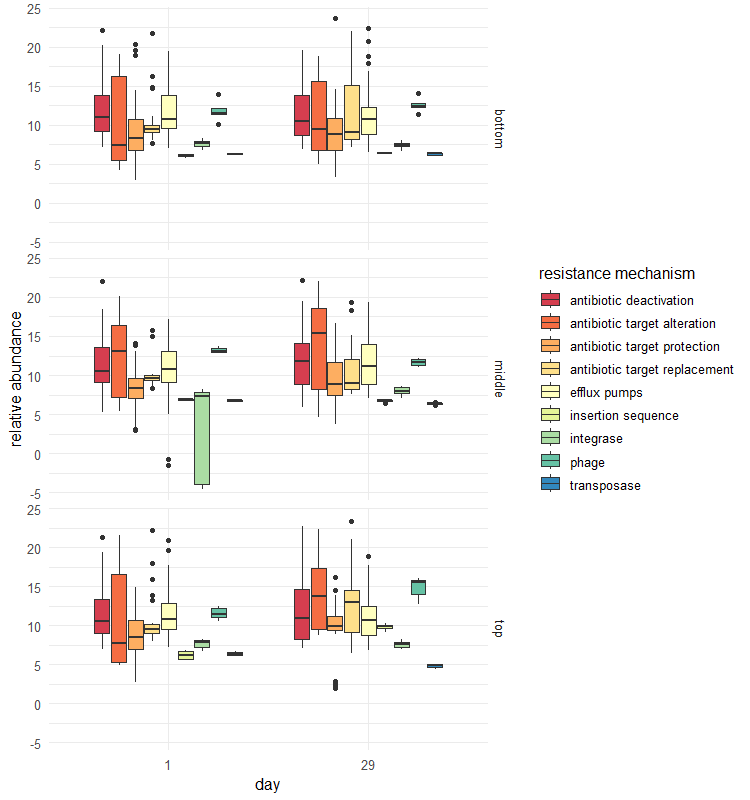 25
20
15
10
5
0
-5
bottom
25
20
15
10
5
0
-5
middle
25
20
15
10
5
0
-5
top
relative abundance
1
29
day
resistance mechanism
antibiotic deactivation
antibiotic target alteration
antibiotic target protection
antibiotic target replacement
efflux pumps
insertion sequence
integrase
phage
transposase